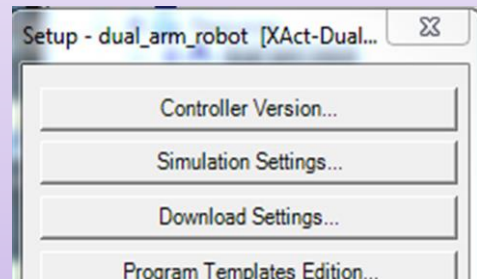 Setup - dual_arm_robot [XAct-Dual...
Controller Version...
Simulation Settings...
Download Settings...
Program Templates Edition...